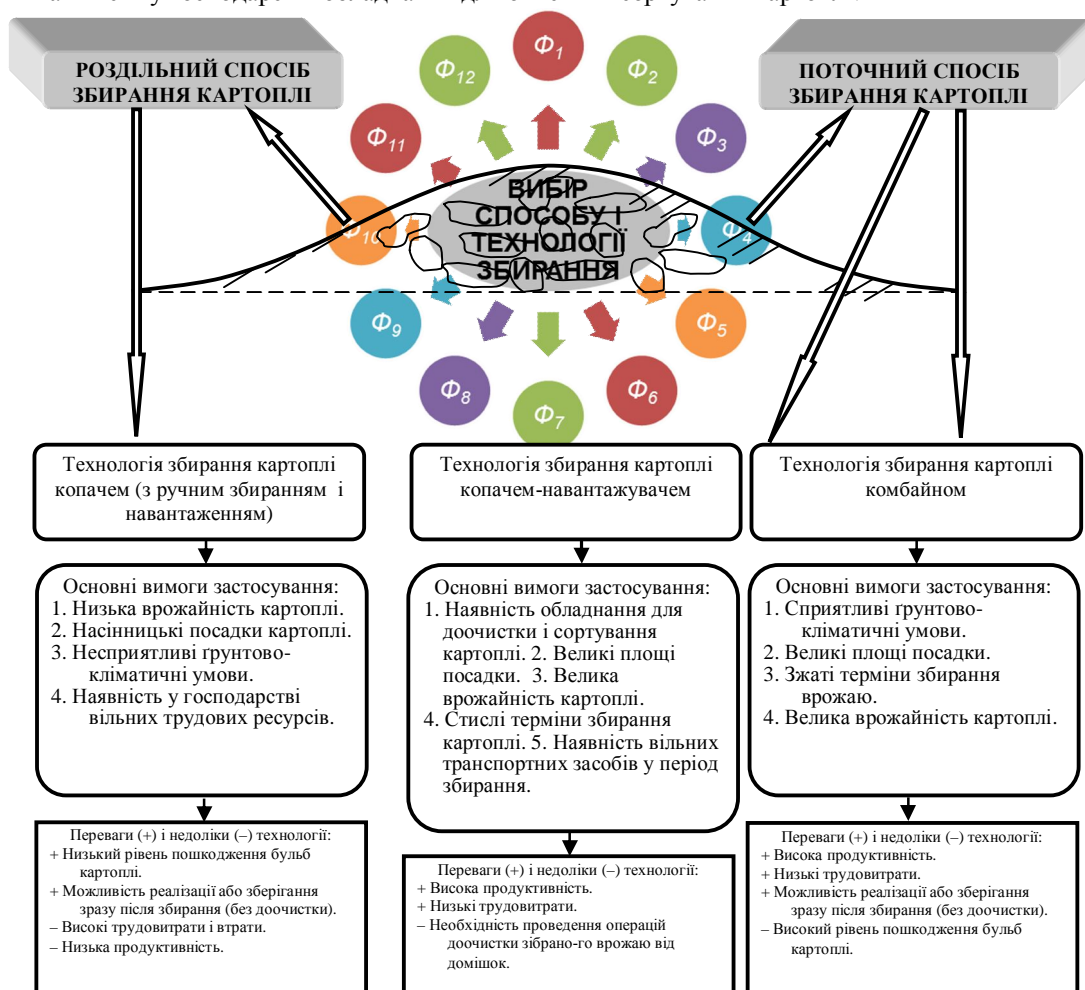 РОЗДІЛЬНИЙ СПОСІБ
ЗБИРАННЯ КАРТОПЛІ
ПОТОЧНИЙ СПОСІБ
ЗБИРАННЯ КАРТОПЛІ
Ф1
Ф2
Ф3
Ф4
Ф5
Ф6
Ф7
Ф8
Ф9
Ф10
Ф11
Ф12
ВИБІР
СПОСОБУ І
ТЕХНОЛОГІЇ
ЗБИРАННЯ
Технологія збирання картоплі
копачем (з ручним збиранням і
навантаженням)
Основні вимоги застосування:
1. Низька врожайність картоплі.
2. Насінницькі посадки картоплі.
3. Несприятливі ґрунтово-
кліматичні умови.
4. Наявність у господарстві
вільних трудових ресурсів.
Переваги (+) і недоліки (–) технології:
+ Низький рівень пошкодження бульб
картоплі.
+ Можливість реалізації або зберігання
зразу після збирання (без доочистки).
– Високі трудовитрати і втрати.
– Низька продуктивність.
Технологія збирання картоплі
копачем-навантажувачем
Основні вимоги застосування:
1. Наявність обладнання для
доочистки і сортування
картоплі. 2. Великі площі
посадки. 3. Велика
врожайність картоплі.
4. Стислі терміни збирання
картоплі. 5. Наявність вільних
транспортних засобів у період
збирання.
Переваги (+) і недоліки (–) технології:
+ Висока продуктивність.
+ Низькі трудовитрати.
– Необхідність проведення операцій
доочистки зібрано-го врожаю від
домішок.
Технологія збирання картоплі
комбайном
Основні вимоги застосування:
1. Сприятливі ґрунтово-
кліматичні умови.
2. Великі площі посадки.
3. Зжаті терміни збирання
врожаю.
4. Велика врожайність картоплі.
Переваги (+) і недоліки (–) технології:
+ Висока продуктивність.
+ Низькі трудовитрати.
+ Можливість реалізації або зберігання
зразу після збирання (без доочистки).
– Високий рівень пошкодження бульб
картоплі.